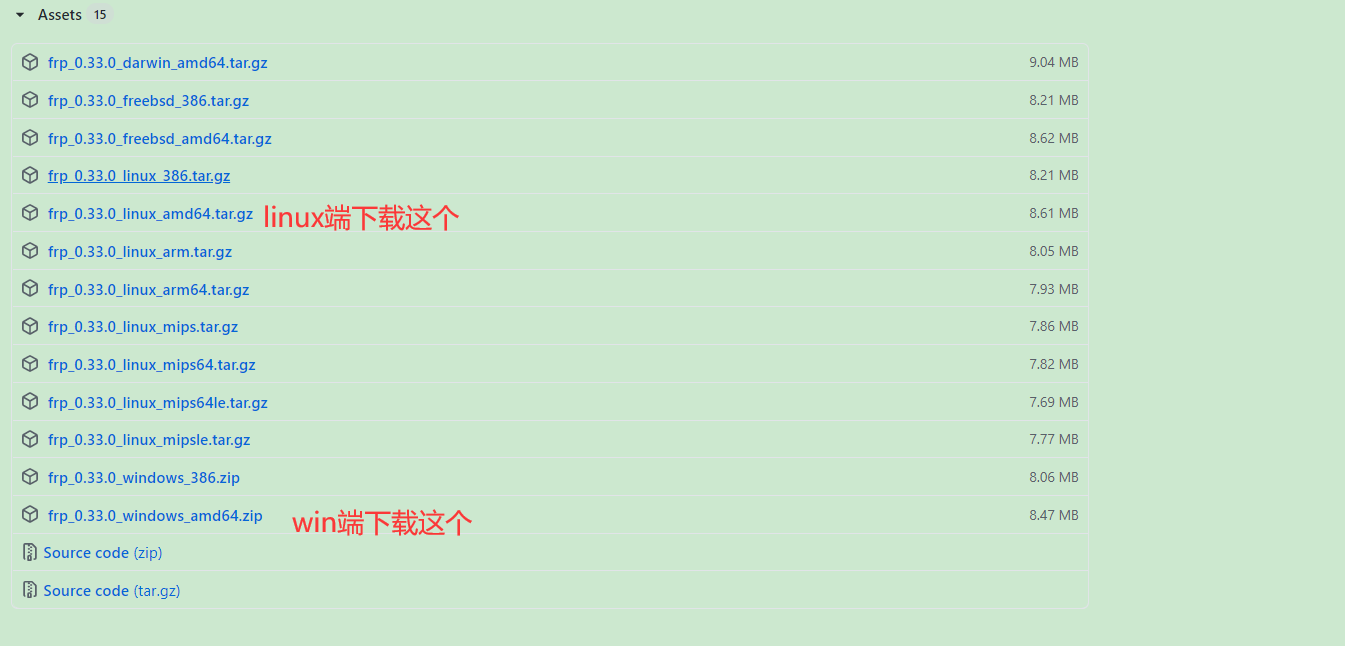 Assets 15
frp_0.33.0_darwin_amd64.tar.gz 9.04 MB
frp_0.33.0_freebsd_386.tar.gz 8.21 MB
frp_0.33.0_freebsd_amd64.tar.gz 8.62 MB
frp_0.33.0_linux_386.tar.gz 8.21 MB
frp_0.33.0_linux_amd64.tar.gz linux端下载这个 8.61 MB
frp_0.33.0_linux_arm.tar.gz 8.05 MB
frp_0.33.0_linux_arm64.tar.gz 7.93 MB
frp_0.33.0_linux_mips.tar.gz 7.86 MB
frp_0.33.0_linux_mips64.tar.gz 7.82 MB
frp_0.33.0_linux_mips64le.tar.gz 7.69 MB
frp_0.33.0_linux_mipsle.tar.gz 7.77 MB
frp_0.33.0_windows_386.zip 8.06 MB
frp_0.33.0_windows_amd64.zip win端下载这个 8.47 MB
Source code (zip)
Source code (tar.gz)